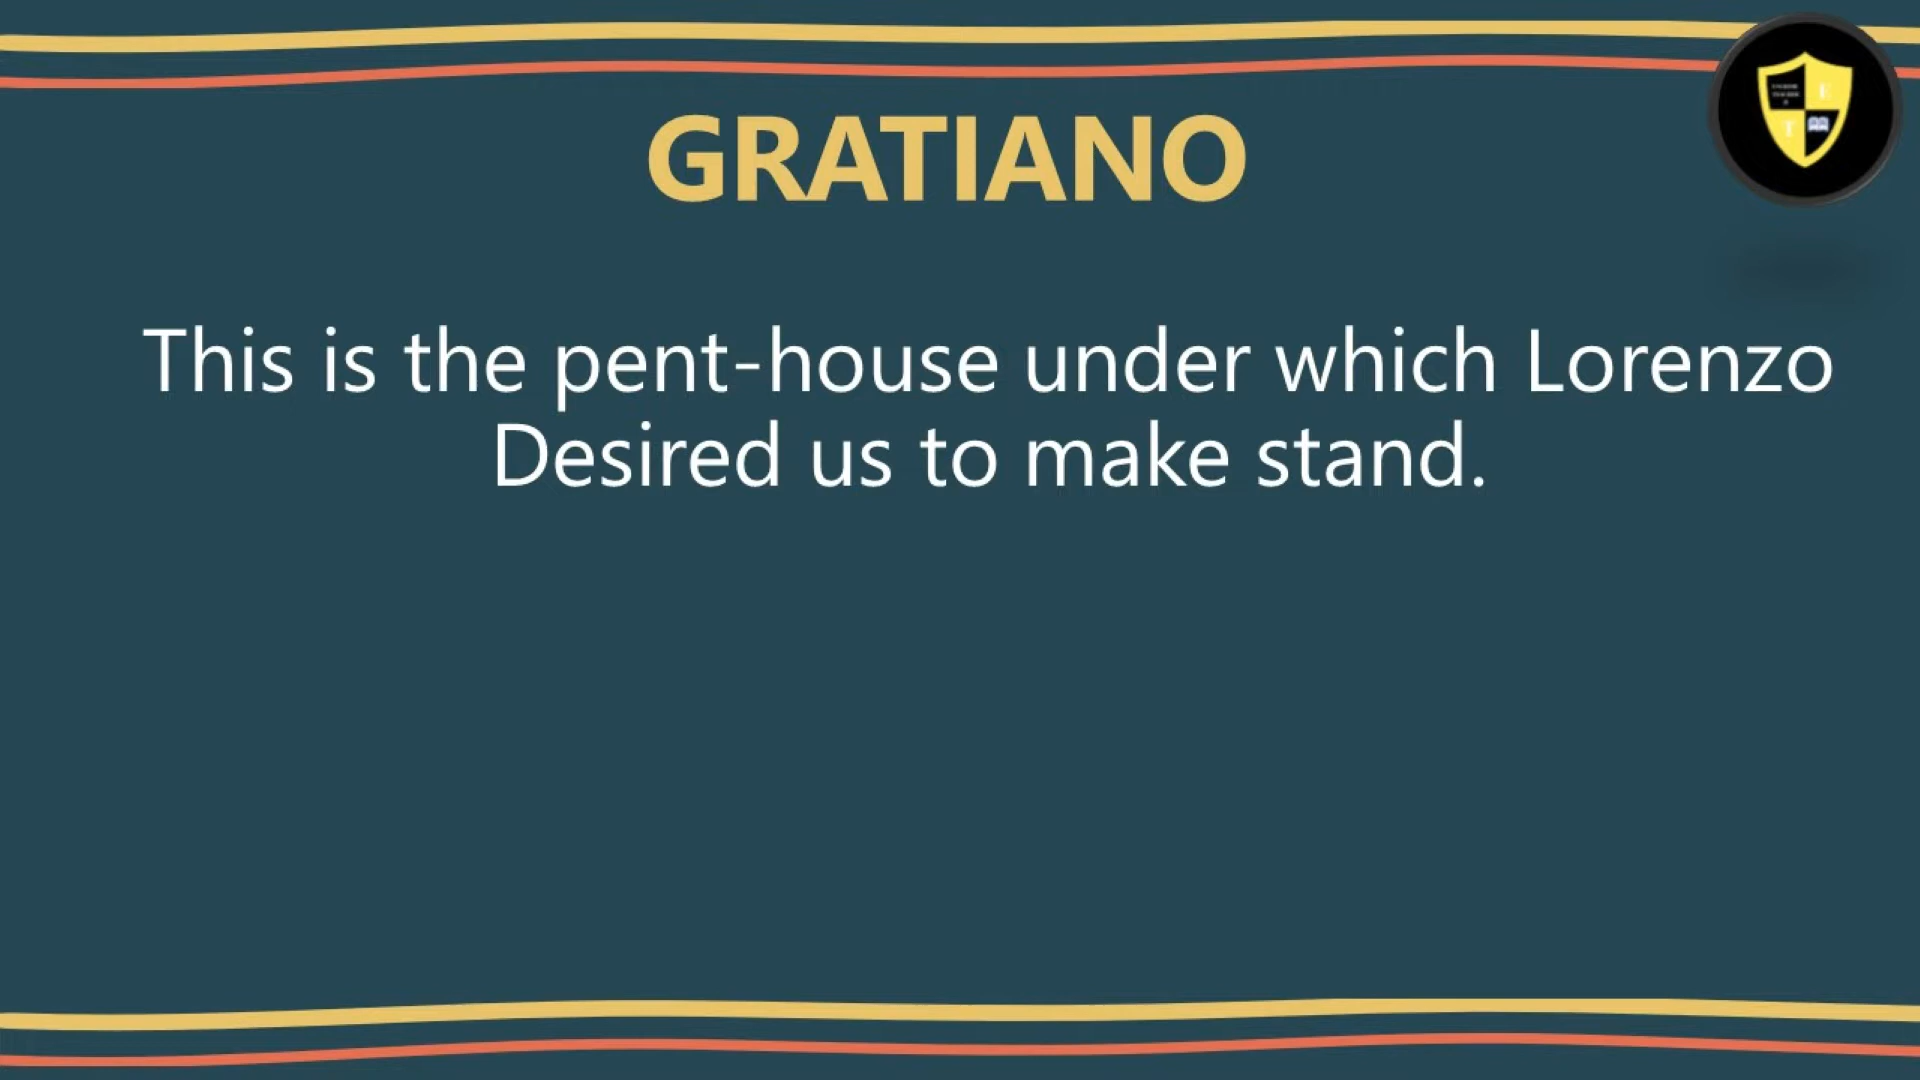 GRATIANO
This is the pent-house under which Lorenzo
Desired us to make stand.
E
T